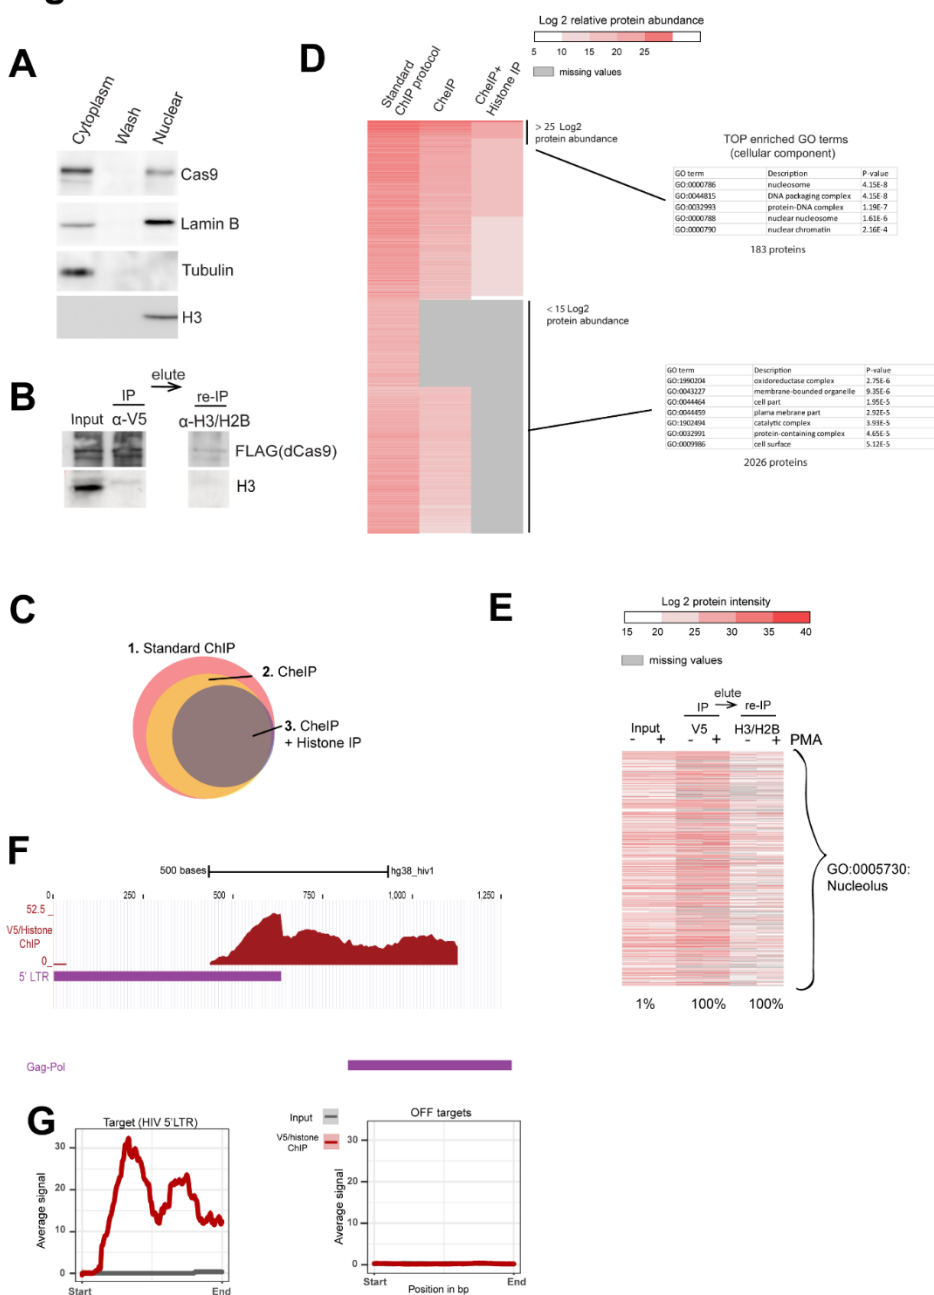 A
Cytoplasm
Wash
Nuclear
Cas9
Lamin B
Tubulin
H3
B
elute
IP
re-IP
Input
α-V5
α-H3/H2B
FLAG(dCas9)
H3
C
1. Standard ChIP
2. CheIP
3. CheIP
+ Histone IP
D
Log 2 relative protein abundance
5 10 15 20 25
missing values
Standard
ChIP protocol
CheIP
CheIP+
Histone IP
> 25 Log2
protein abundance
TOP enriched GO terms
(cellular component)
GO term Description P-value
GO:0000786 nucleosome 4.15E-8
GO:0044815 DNA packaging complex 4.15E-8
GO:0032993 protein-DNA complex 1.19E-7
GO:0000788 nuclear nucleosome 1.61E-6
GO:0000790 nuclear chromatin 2.16E-4
183 proteins
< 15 Log2
protein abundance
GO term Description P-value
GO:1990204 oxidoreductase complex 2.75E-6
GO:0043227 membrane-bounded organelle 9.35E-6
GO:0044464 cell part 1.95E-5
GO:0044459 plama mebrane part 2.92E-5
GO:1902494 catalytic complex 3.93E-5
GO:0032991 protein-containing complex 4.65E-5
GO:0009986 cell surface 5.12E-5
2026 proteins
E
Log 2 protein intensity
15 20 25 30 35 40
missing values
elute
IP
re-IP
Input V5 H3/H2B
- + - + - + PMA
GO:0005730:
Nucleolus
1% 100% 100%
F
500 bases
hg38_hiv1
0 250 500 750 1,000 1,250
52.5
V5/Histone
ChIP
0
5' LTR
Gag-Pol
G
Target (HIV 5'LTR)
Average signal
30
20
10
0
Start End
Input
V5/histone
ChIP
OFF targets
Average signal
30
20
10
0
Start End
Position in bp